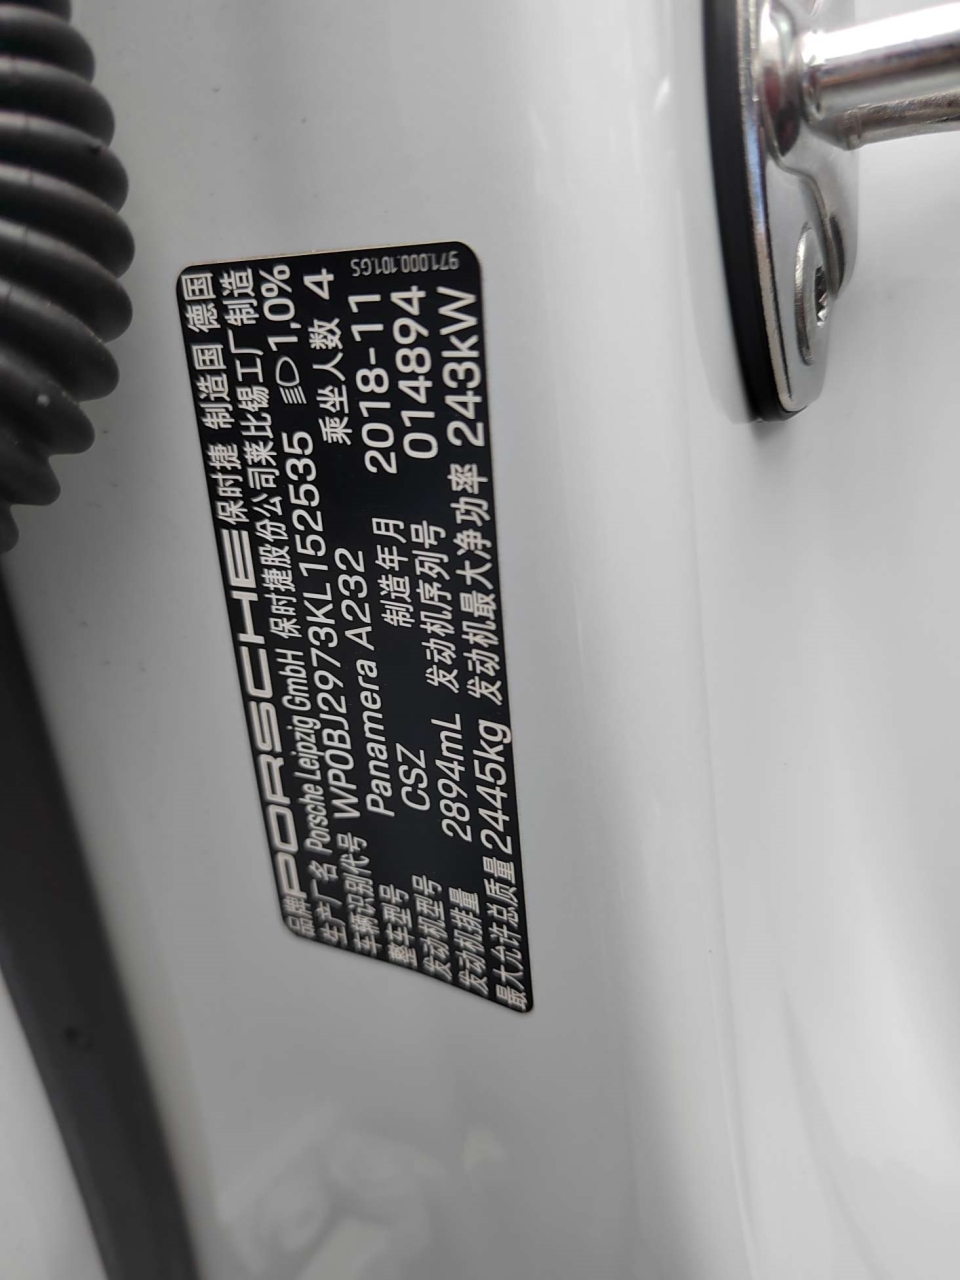 品牌 PORSCHE 保时捷 制造国 德国
生产厂名 Porsche Leipzig GmbH 保时捷股份公司莱比锡工厂制造
车辆识别代号 WP0BJ2973KL152535 1,0%
整车型号 Panamera A232 乘坐人数 4
发动机型号 CSZ 制造年月 2018-11
发动机排量 2894mL 发动机序列号 014894
最大允许总质量 2445kg 发动机最大净功率 243kW
971.000.101.GS